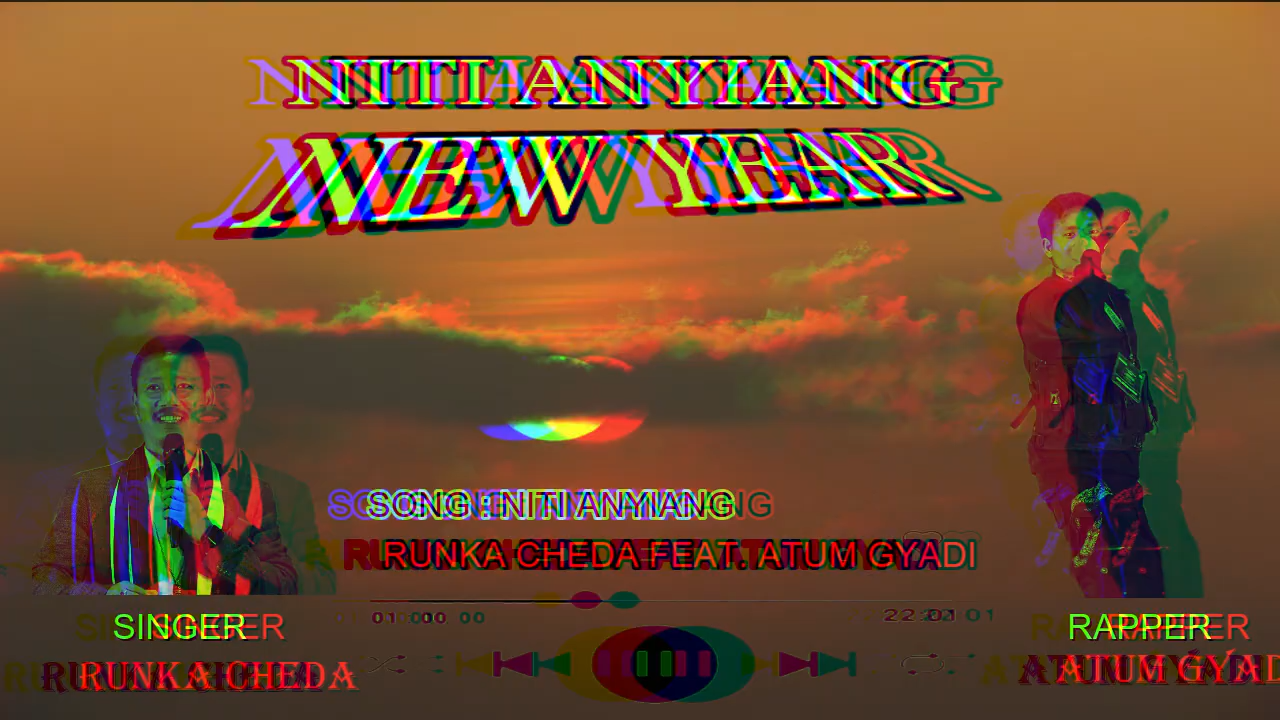 NITI ANYIANG
NEW YEAR
SONG : NITI ANYIANG
RUNKA CHEDA FEAT. ATUM GYADI
SINGER
RUNKA CHEDA
RAPPER
ATUM GYADI